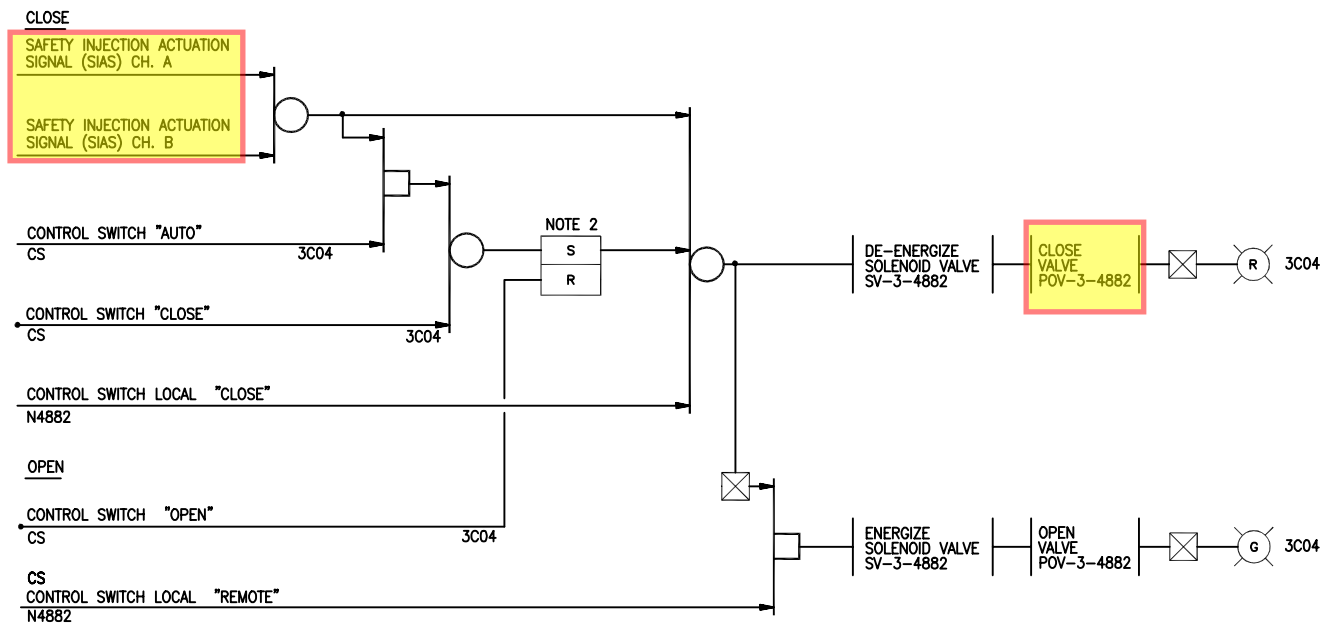 CLOSE
SAFETY INJECTION ACTUATION
SIGNAL (SIAS) CH. A
SAFETY INJECTION ACTUATION
SIGNAL (SIAS) CH. B
CONTROL SWITCH "AUTO"
CS
3C04
NOTE 2
S
R
CONTROL SWITCH "CLOSE"
CS
3C04
CONTROL SWITCH LOCAL "CLOSE"
N4882
DE-ENERGIZE
SOLENOID VALVE
SV-3-4882
CLOSE
VALVE
POV-3-4882
R
3C04
OPEN
CONTROL SWITCH "OPEN"
CS
3C04
CS
CONTROL SWITCH LOCAL "REMOTE"
N4882
ENERGIZE
SOLENOID VALVE
SV-3-4882
OPEN
VALVE
POV-3-4882
G
3C04